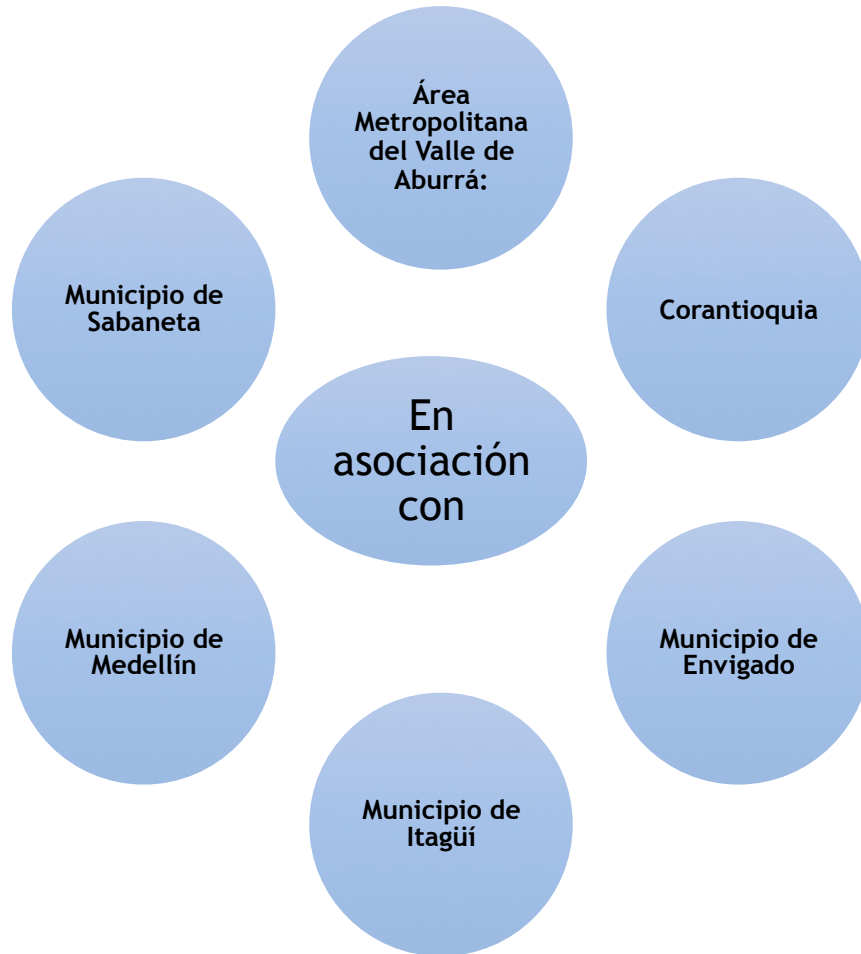 Área
Metropolitana
del Valle de
Aburrá:
Corantioquia
Municipio de
Envigado
Municipio de
Itagüí
Municipio de
Medellín
Municipio de
Sabaneta
En
asociación
con